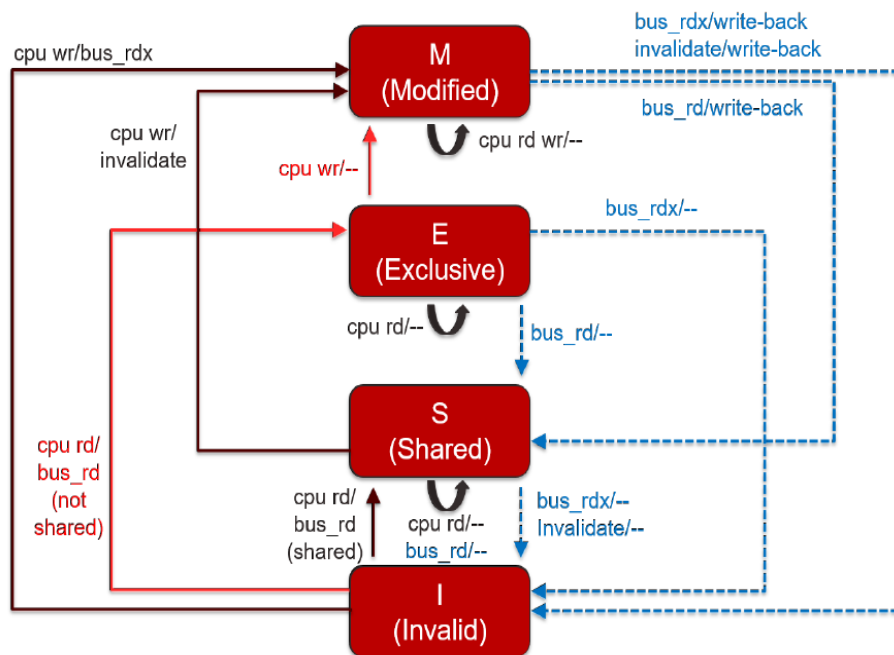 cpu wr/bus_rdx
M
(Modified)
bus_rdx/write-back
invalidate/write-back
bus_rd/write-back
cpu wr/
invalidate
cpu rd wr/--
cpu wr/--
E
(Exclusive)
bus_rdx/--
cpu rd/--
bus_rd/--
S
(Shared)
cpu rd/
bus_rd
(not
shared)
cpu rd/
bus_rd
(shared)
cpu rd/--
bus_rd/--
bus_rdx/--
Invalidate/--
I
(Invalid)